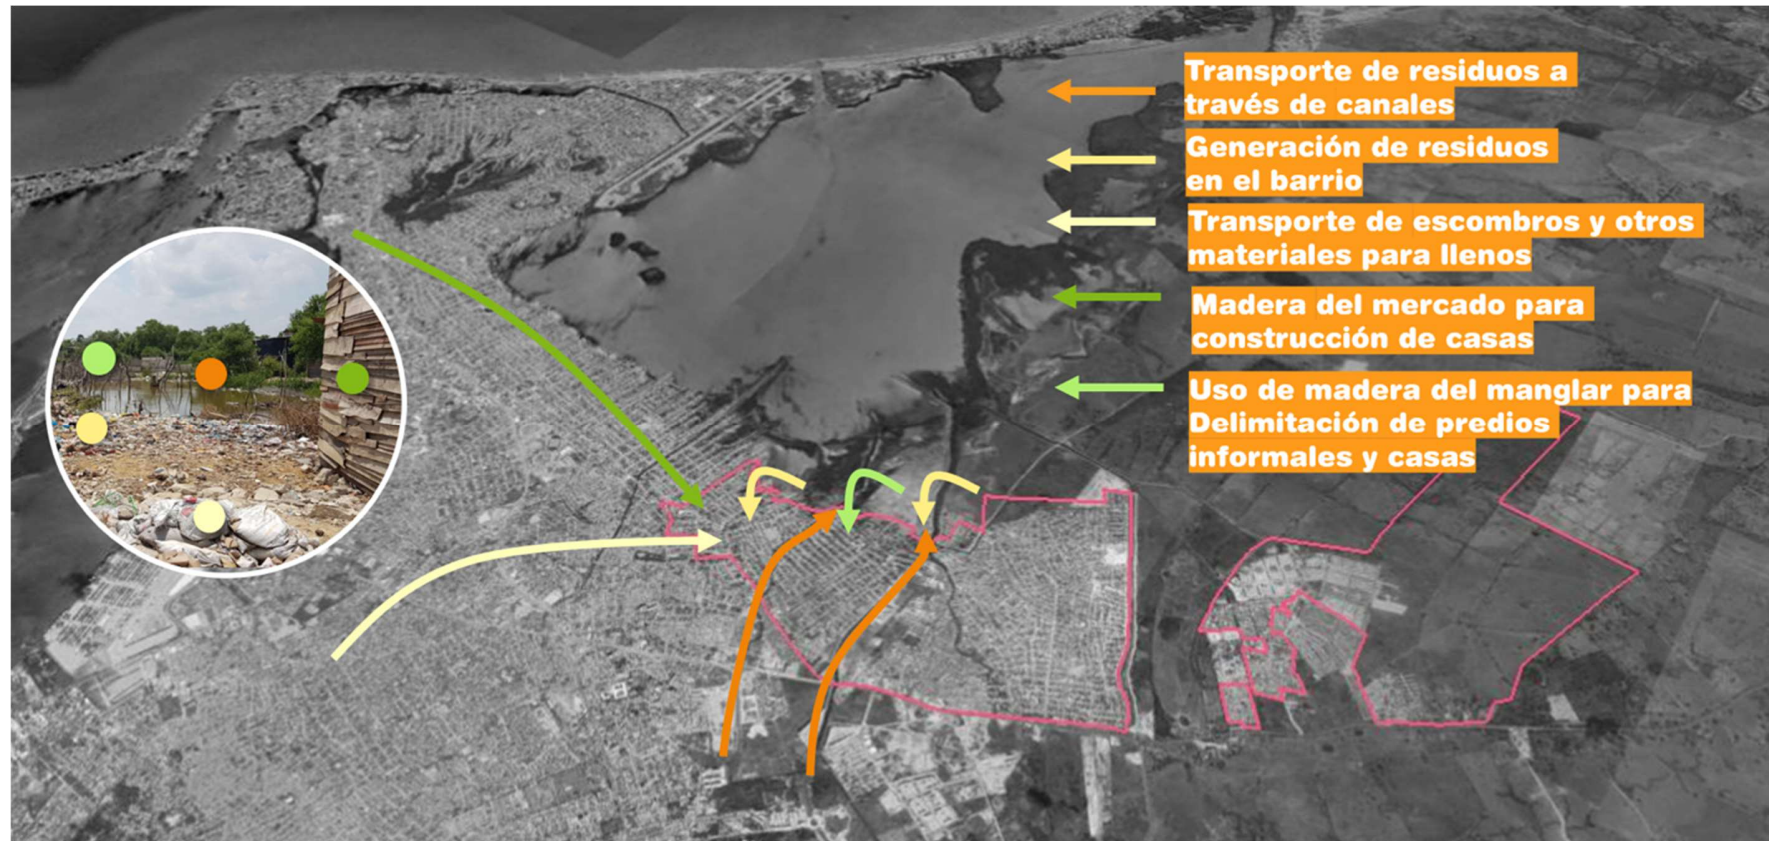 Transporte de residuos a
través de canales
Generación de residuos
en el barrio
Transporte de escombros y otros
materiales para llenos
Madera del mercado para
construcción de casas
Uso de madera del manglar para
Delimitación de predios
informales y casas